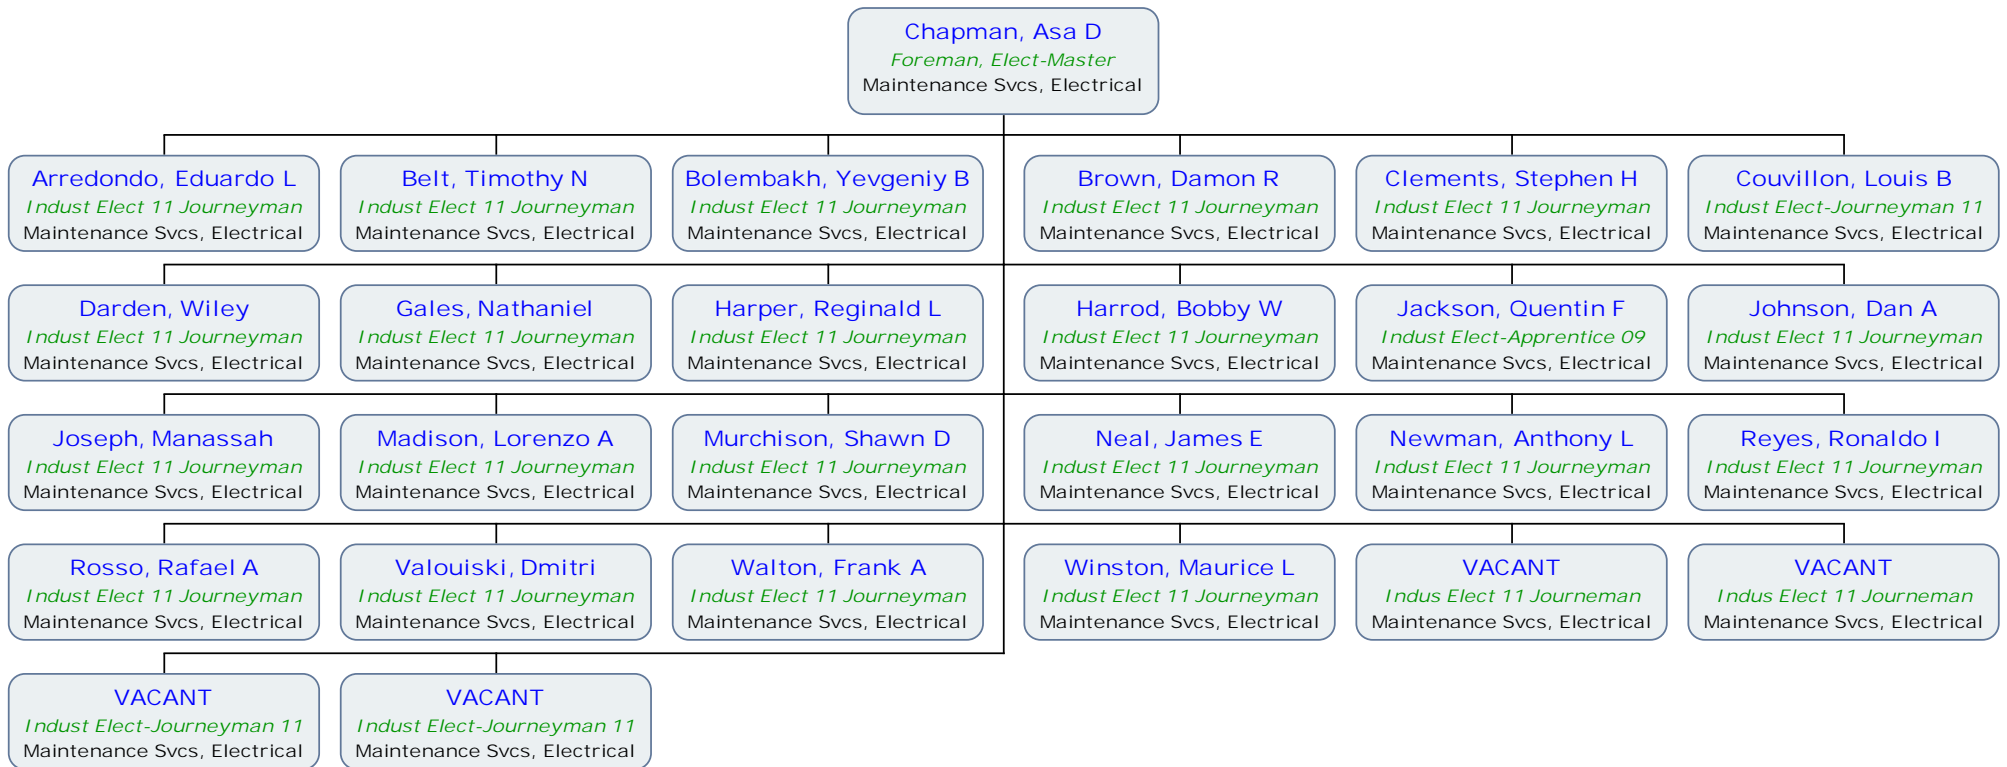 Chapman, Asa D
Foreman, Elect-Master
Maintenance Svcs, Electrical
Arredondo, Eduardo L
Indust Elect 11 Journeyman
Maintenance Svcs, Electrical
Belt, Timothy N
Indust Elect 11 Journeyman
Maintenance Svcs, Electrical
Bolembakh, Yevgeniy B
Indust Elect 11 Journeyman
Maintenance Svcs, Electrical
Brown, Damon R
Indust Elect 11 Journeyman
Maintenance Svcs, Electrical
Clements, Stephen H
Indust Elect 11 Journeyman
Maintenance Svcs, Electrical
Couvillon, Louis B
Indust Elect-Journeyman 11
Maintenance Svcs, Electrical
Darden, Wiley
Indust Elect 11 Journeyman
Maintenance Svcs, Electrical
Gales, Nathaniel
Indust Elect 11 Journeyman
Maintenance Svcs, Electrical
Harper, Reginald L
Indust Elect 11 Journeyman
Maintenance Svcs, Electrical
Harrod, Bobby W
Indust Elect 11 Journeyman
Maintenance Svcs, Electrical
Jackson, Quentin F
Indust Elect-Apprentice 09
Maintenance Svcs, Electrical
Johnson, Dan A
Indust Elect 11 Journeyman
Maintenance Svcs, Electrical
Joseph, Manassah
Indust Elect 11 Journeyman
Maintenance Svcs, Electrical
Madison, Lorenzo A
Indust Elect 11 Journeyman
Maintenance Svcs, Electrical
Murchison, Shawn D
Indust Elect 11 Journeyman
Maintenance Svcs, Electrical
Neal, James E
Indust Elect 11 Journeyman
Maintenance Svcs, Electrical
Newman, Anthony L
Indust Elect 11 Journeyman
Maintenance Svcs, Electrical
Reyes, Ronaldo I
Indust Elect 11 Journeyman
Maintenance Svcs, Electrical
Rosso, Rafael A
Indust Elect 11 Journeyman
Maintenance Svcs, Electrical
Valouiski, Dmitri
Indust Elect 11 Journeyman
Maintenance Svcs, Electrical
Walton, Frank A
Indust Elect 11 Journeyman
Maintenance Svcs, Electrical
Winston, Maurice L
Indust Elect 11 Journeyman
Maintenance Svcs, Electrical
VACANT
Indus Elect 11 Journeman
Maintenance Svcs, Electrical
VACANT
Indus Elect 11 Journeman
Maintenance Svcs, Electrical
VACANT
Indust Elect-Journeyman 11
Maintenance Svcs, Electrical
VACANT
Indust Elect-Journeyman 11
Maintenance Svcs, Electrical